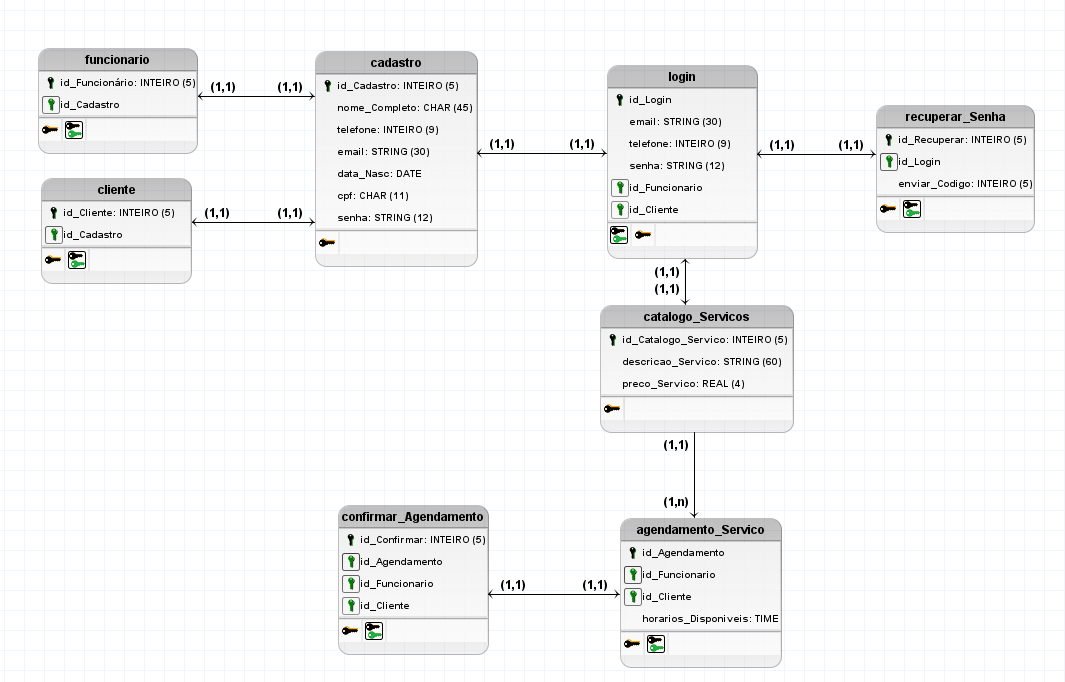 funcionario
id_Funcionário: INTEIRO (5)
id_Cadastro
(1,1)
(1,1)
cadastro
id_Cadastro: INTEIRO (5)
nome_Completo: CHAR (45)
telefone: INTEIRO (9)
email: STRING (30)
data_Nasc: DATE
cpf: CHAR (11)
senha: STRING (12)
cliente
id_Cliente: INTEIRO (5)
id_Cadastro
(1,1)
(1,1)
(1,1)
(1,1)
login
id_Login
email: STRING (30)
telefone: INTEIRO (9)
senha: STRING (12)
id_Funcionario
id_Cliente
(1,1)
(1,1)
recuperar_Senha
id_Recuperar: INTEIRO (5)
id_Login
enviar_Codigo: INTEIRO (5)
(1,1)
(1,1)
catalogo_Servicos
id_Catalogo_Servico: INTEIRO (5)
descricao_Servico: STRING (60)
preco_Servico: REAL (4)
(1,1)
(1,n)
confirmar_Agendamento
id_Confirmar: INTEIRO (5)
id_Agendamento
id_Funcionario
id_Cliente
(1,1)
(1,1)
agendamento_Servico
id_Agendamento
id_Funcionario
id_Cliente
horarios_Disponiveis: TIME